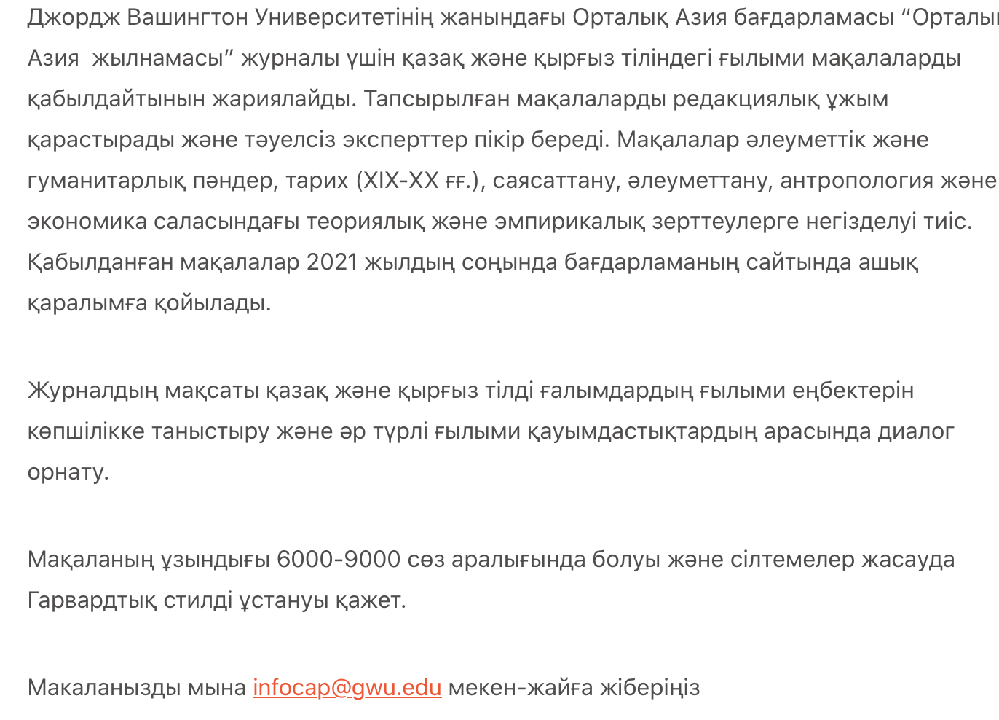 Джордж Вашингтон Университетінің жанындағы Орталық Азия бағдарламасы “Орталы
Азия  жылнамасы” журналы үшін қазақ және қырғыз тіліндегі ғылыми мақалаларды
қабылдайтынын жариялайды. Тапсырылған мақалаларды редакциялық ұжым
қарастырады және тәуелсіз эксперттер пікір береді. Мақалалар әлеуметтік және
гуманитарлық пәндер, тарих (XIX-XX ғғ.), саясаттану, әлеуметтану, антропология және
экономика саласындағы теориялық және эмпирикалық зерттеулерге негізделуі тиіс.
Қабылданған мақалалар 2021 жылдың соңында бағдарламаның сайтында ашық
қаралымға қойылады.
Журналдың мақсаты қазақ және қырғыз тілді ғалымдардың ғылыми еңбектерін
көпшілікке таныстыру және әр түрлі ғылыми қауымдастықтардың арасында диалог
орнату.
Мақаланың ұзындығы 6000-9000 сөз аралығында болуы және сілтемелер жасауда
Гарвардтық стилді ұстануы қажет.
Макаланызды мына infocap@gwu.edu мекен-жайға жіберіңіз